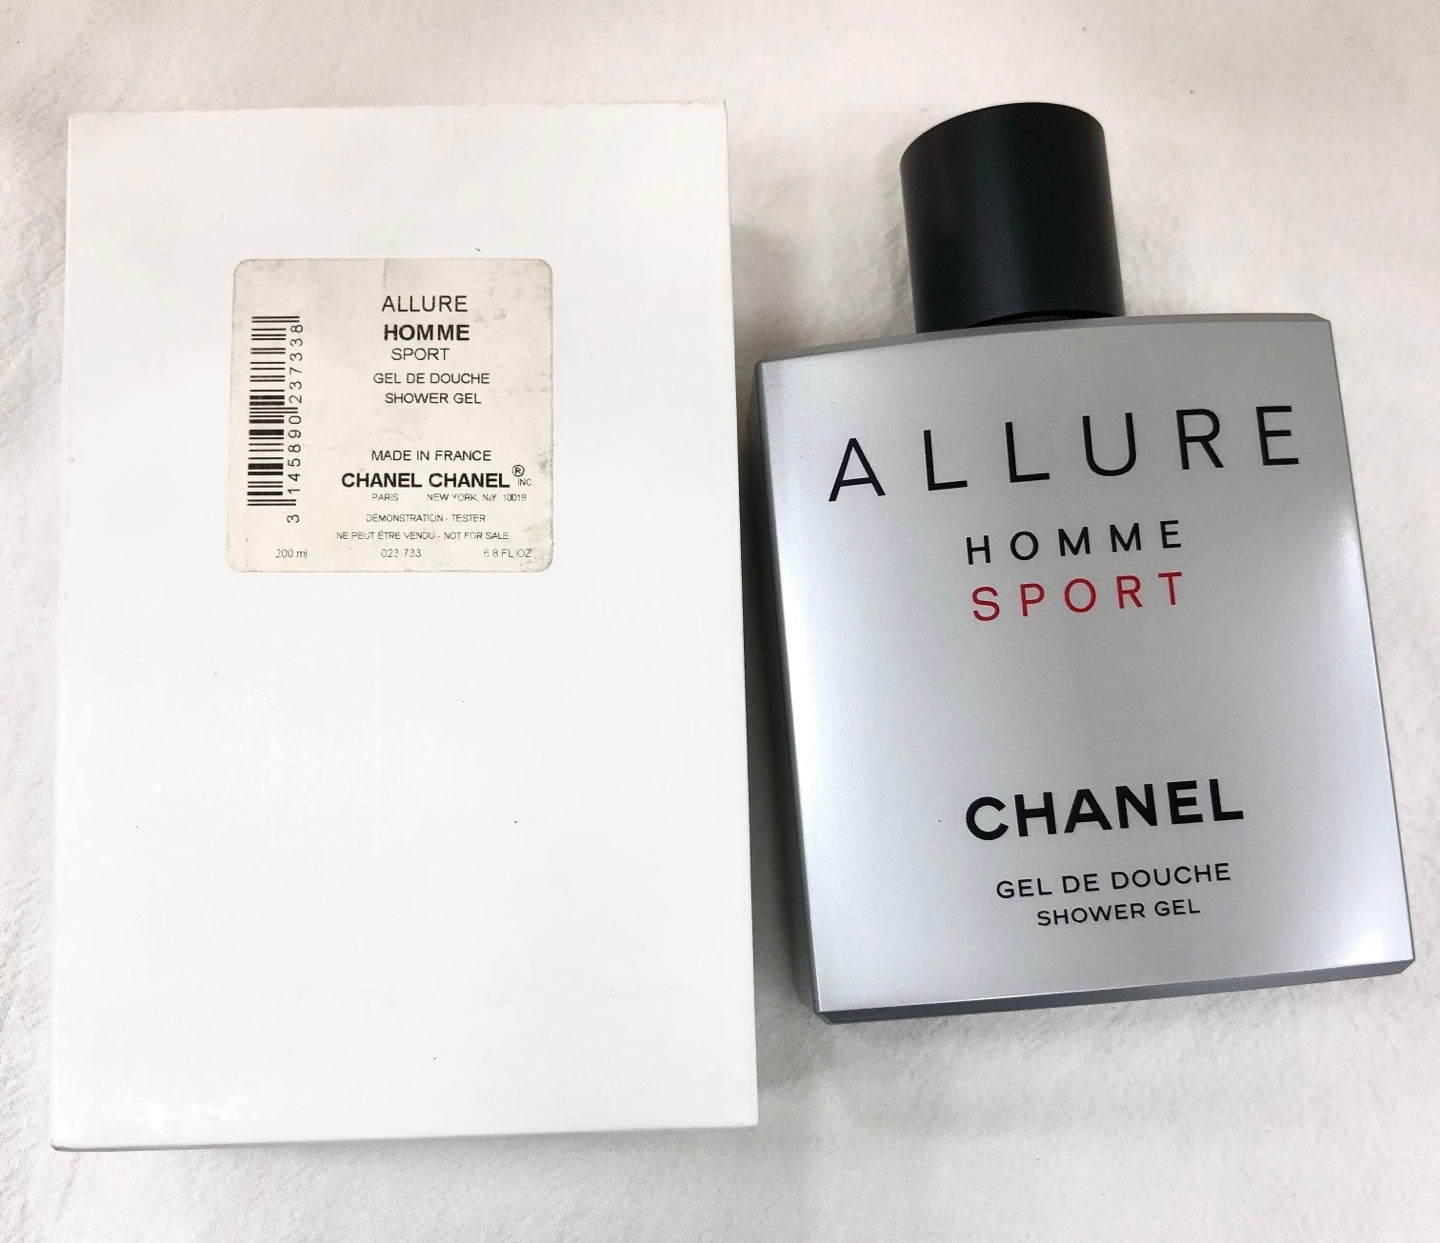 ALLURE
HOMME
SPORT
GEL DE DOUCHE
SHOWER GEL
MADE IN FRANCE
CHANEL CHANEL® INC.
PARIS NEW YORK, N.Y. 10019
DÉMONSTRATION - TESTER
NE PEUT ÊTRE VENDU - NOT FOR SALE
200 ml 023 733 6.8 FL OZ.
3 145890 237338
ALLURE
HOMME
SPORT
CHANEL
GEL DE DOUCHE
SHOWER GEL